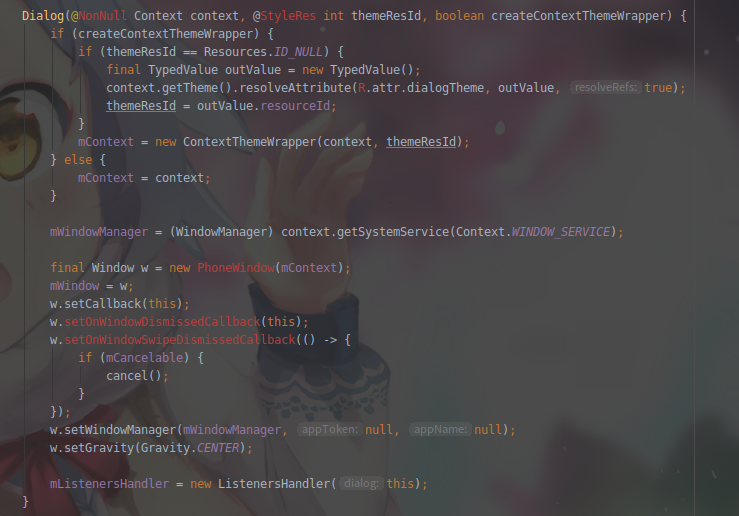 Dialog(@NonNull Context context, @StyleRes int themeResId, boolean createContextThemeWrapper) {
    if (createContextThemeWrapper) {
        if (themeResId == Resources.ID_NULL) {
            final TypedValue outValue = new TypedValue();
            context.getTheme().resolveAttribute(R.attr.dialogTheme, outValue, resolveRefs: true);
            themeResId = outValue.resourceId;
        }
        mContext = new ContextThemeWrapper(context, themeResId);
    } else {
        mContext = context;
    }

    mWindowManager = (WindowManager) context.getSystemService(Context.WINDOW_SERVICE);

    final Window w = new PhoneWindow(mContext);
    mWindow = w;
    w.setCallback(this);
    w.setOnWindowDismissedCallback(this);
    w.setOnWindowSwipeDismissedCallback(() -> {
        if (mCancelable) {
            cancel();
        }
    });
    w.setWindowManager(mWindowManager, appToken: null, appName: null);
    w.setGravity(Gravity.CENTER);

    mListenersHandler = new ListenersHandler( dialog: this);
}